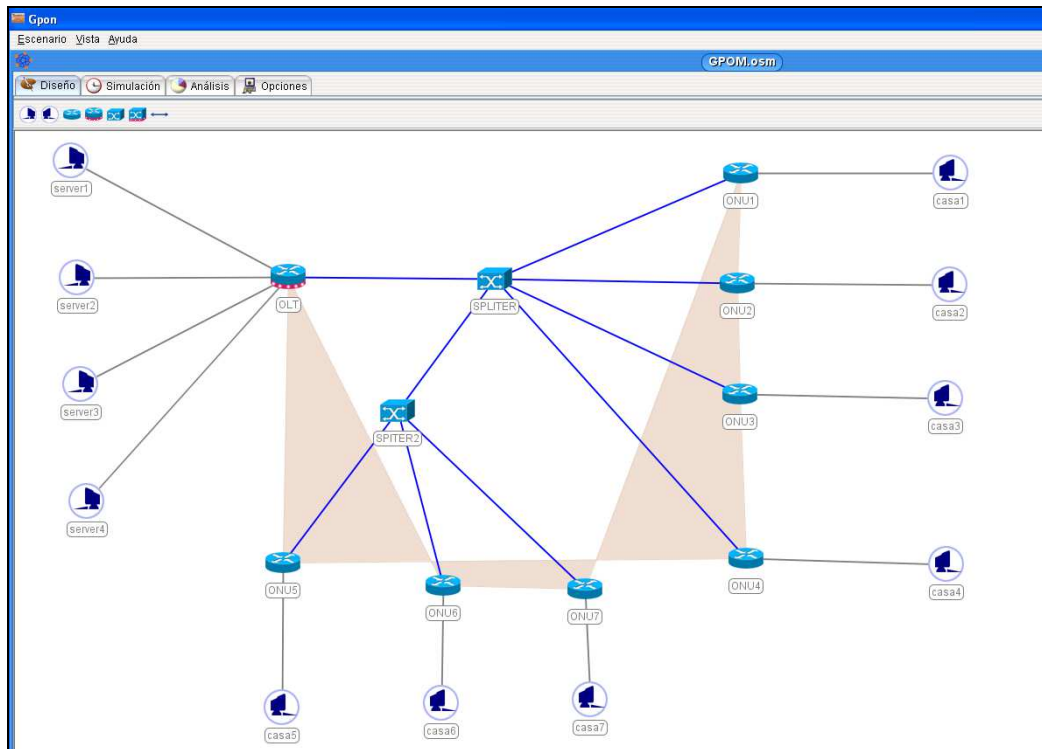 Gpon
Escenario Vista Ayuda
GPOM.osm
Diseño Simulación Análisis Opciones
server1
ONU1
casa1
server2
OLT
SPLITER
ONU2
casa2
server3
SPITER2
ONU3
casa3
server4
ONU5
ONU6
ONU7
ONU4
casa4
casa5
casa6
casa7